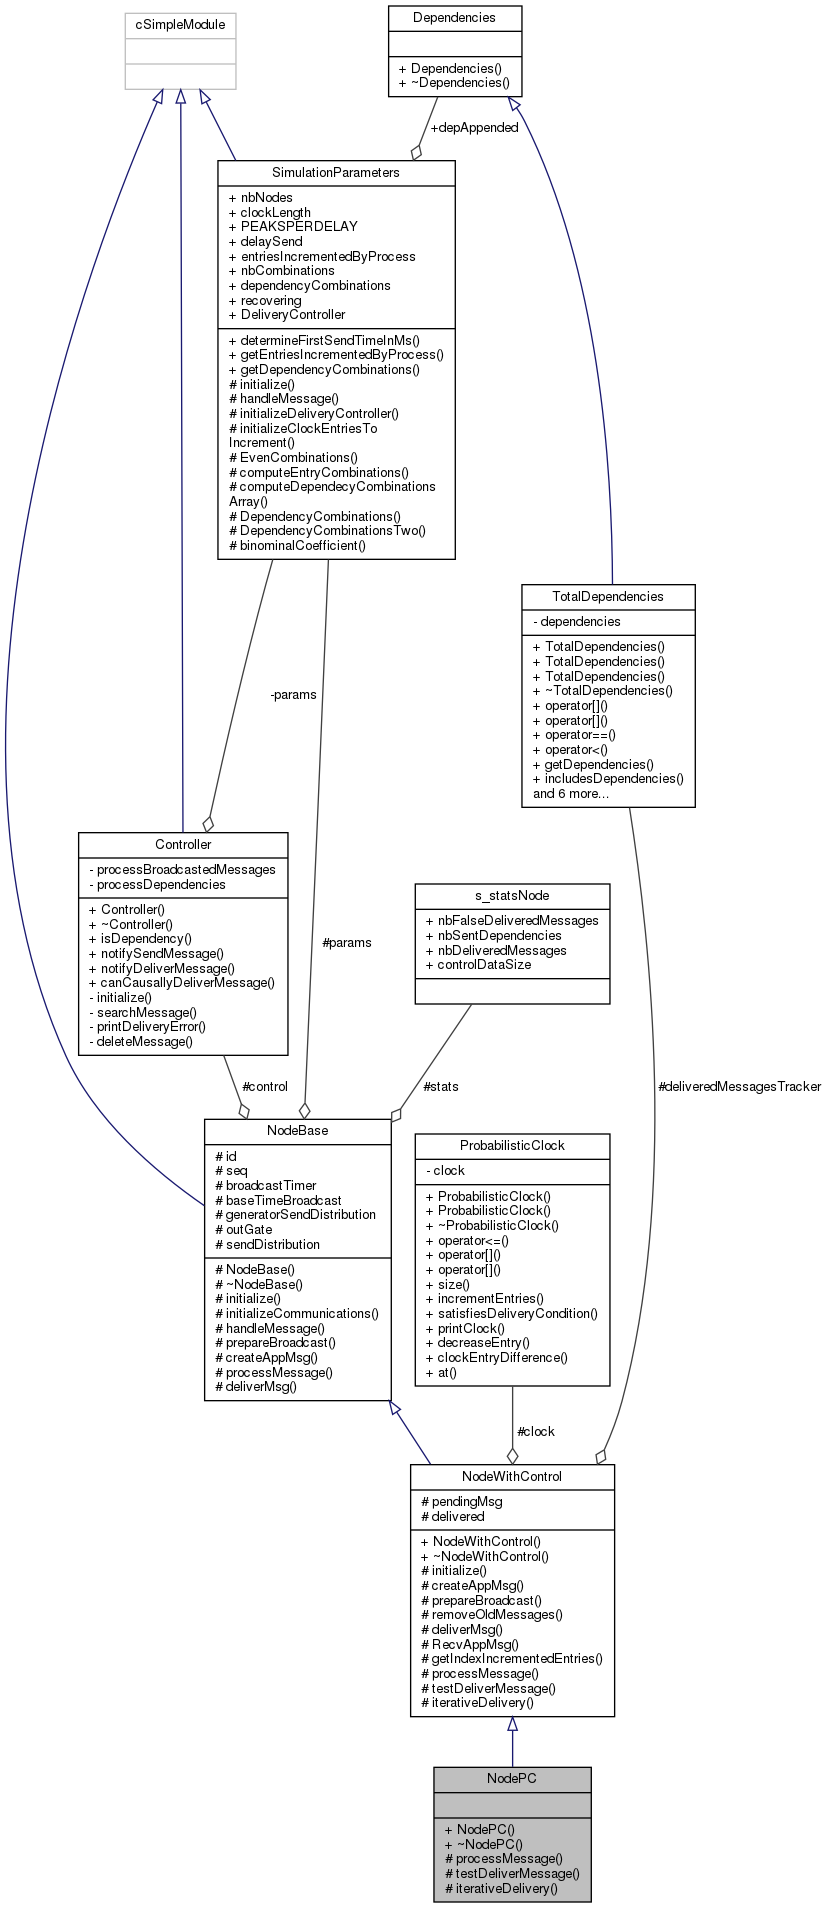 cSimpleModule
Dependencies
+ Dependencies()
+ ~Dependencies()
+depAppended
SimulationParameters
+ nbNodes
+ clockLength
+ PEAKSPERDELAY
+ delaySend
+ entriesIncrementedByProcess
+ nbCombinations
+ dependencyCombinations
+ recovering
+ DeliveryController
+ determineFirstSendTimeInMs()
+ getEntriesIncrementedByProcess()
+ getDependencyCombinations()
# initialize()
# handleMessage()
# initializeDeliveryController()
# initializeClockEntriesTo
Increment()
# EvenCombinations()
# computeEntryCombinations()
# computeDependecyCombinations
Array()
# DependencyCombinations()
# DependencyCombinationsTwo()
# binominalCoefficient()
TotalDependencies
- dependencies
+ TotalDependencies()
+ TotalDependencies()
+ TotalDependencies()
+ ~TotalDependencies()
+ operator[]()
+ operator[]()
+ operator==()
+ operator<()
+ getDependencies()
+ includesDependencies()
and 6 more...
-params
Controller
- processBroadcastedMessages
- processDependencies
+ Controller()
+ ~Controller()
+ isDependency()
+ notifySendMessage()
+ notifyDeliverMessage()
+ canCausallyDeliverMessage()
- initialize()
- searchMessage()
- printDeliveryError()
- deleteMessage()
#params
s_statsNode
+ nbFalseDeliveredMessages
+ nbSentDependencies
+ nbDeliveredMessages
+ controlDataSize
#control
#stats
#deliveredMessagesTracker
NodeBase
# id
# seq
# broadcastTimer
# baseTimeBroadcast
# generatorSendDistribution
# outGate
# sendDistribution
# NodeBase()
# ~NodeBase()
# initialize()
# initializeCommunications()
# handleMessage()
# prepareBroadcast()
# createAppMsg()
# processMessage()
# deliverMsg()
ProbabilisticClock
- clock
+ ProbabilisticClock()
+ ProbabilisticClock()
+ ~ProbabilisticClock()
+ operator<=()
+ operator[]()
+ operator[]()
+ size()
+ incrementEntries()
+ satisfiesDeliveryCondition()
+ printClock()
+ decreaseEntry()
+ clockEntryDifference()
+ at()
#clock
NodeWithControl
# pendingMsg
# delivered
+ NodeWithControl()
+ ~NodeWithControl()
# initialize()
# createAppMsg()
# prepareBroadcast()
# removeOldMessages()
# deliverMsg()
# RecvAppMsg()
# getIndexIncrementedEntries()
# processMessage()
# testDeliverMessage()
# iterativeDelivery()
NodePC
+ NodePC()
+ ~NodePC()
# processMessage()
# testDeliverMessage()
# iterativeDelivery()